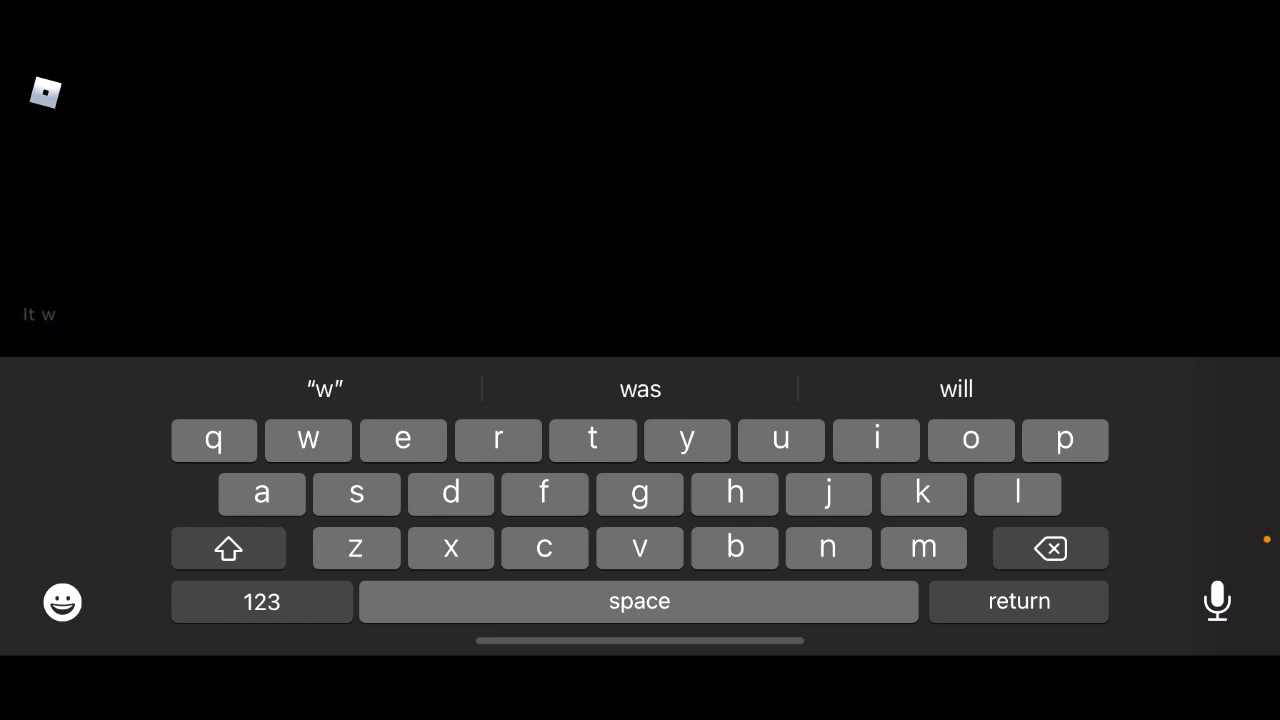 It w
“w” was will
q w e r t y u i o p
a s d f g h j k l
z x c v b n m
123 space return